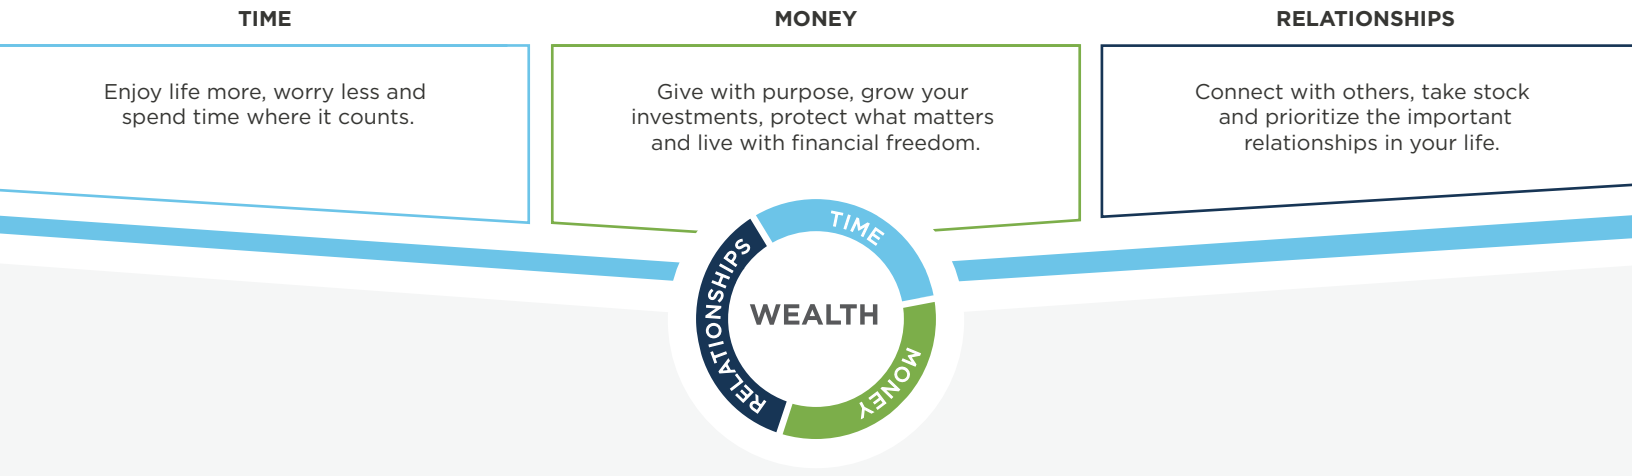 TIME
Enjoy life more, worry less and
spend time where it counts.
MONEY
Give with purpose, grow your
investments, protect what matters
and live with financial freedom.
RELATIONSHIPS
Connect with others, take stock
and prioritize the important
relationships in your life.
TIME
MONEY
RELATIONSHIPS
WEALTH